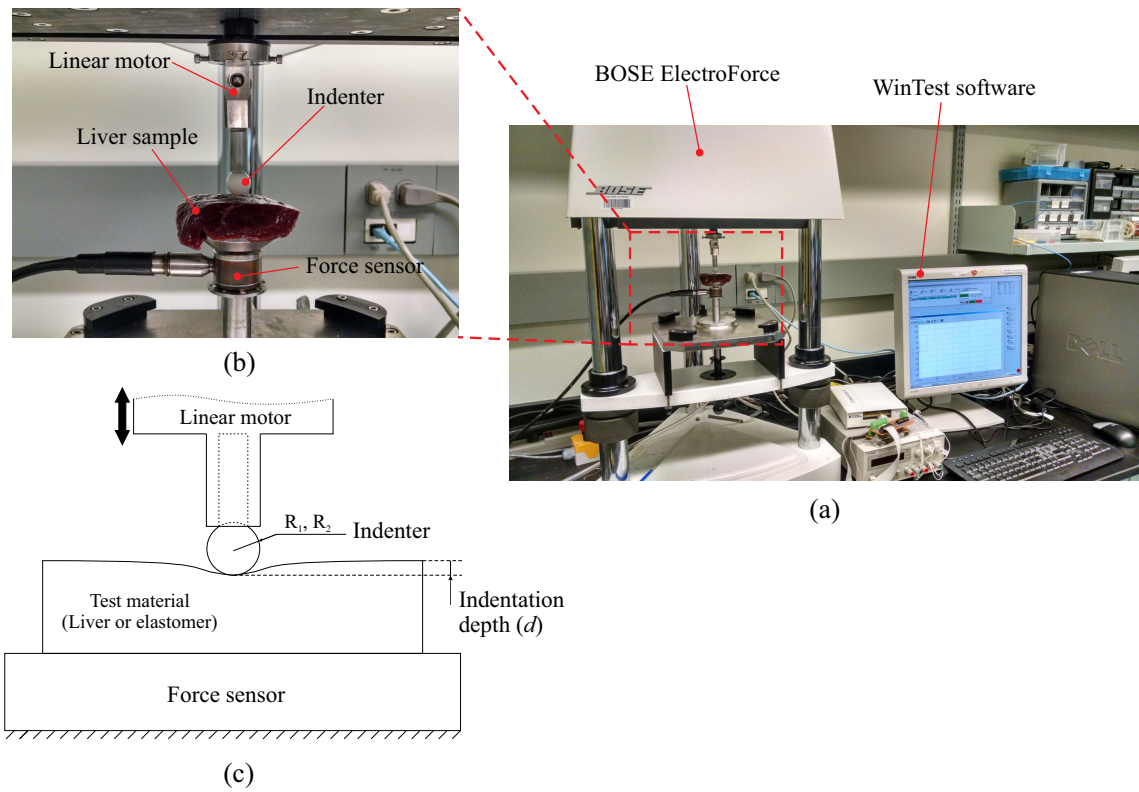 Linear motor
Indenter
Liver sample
Force sensor
(b)
BOSE ElectroForce
WinTest software
BOSE
DELL
(a)
Linear motor
R₁, R₂
Indenter
Test material
(Liver or elastomer)
Indentation
depth (d)
Force sensor
(c)